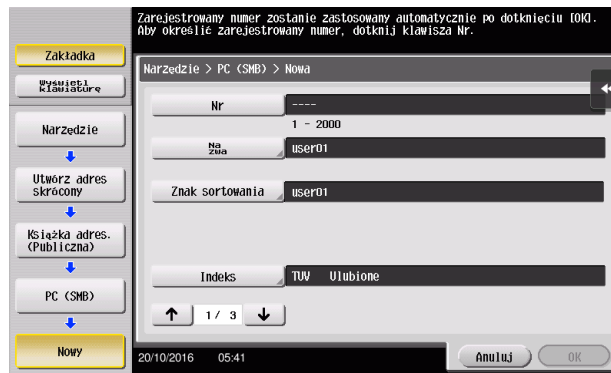 Zarejestrowany numer zostanie zastosowany automatycznie po dotknięciu [OK].
Aby określić zarejestrowany numer, dotknij klawisza Nr.
Zakładka
Wyświetl
klawiaturę
Narzędzie > PC (SMB) > Nowa
Nr
----
1 - 2000
Narzędzie
Na
zwa
user01
Utwórz adres
skrócony
Znak sortowania
user01
Książka adres.
(Publiczna)
Indeks
TUV Ulubione
PC (SMB)
↑ 1/ 3 ↓
Nowy
20/10/2016 05:41
Anuluj
OK